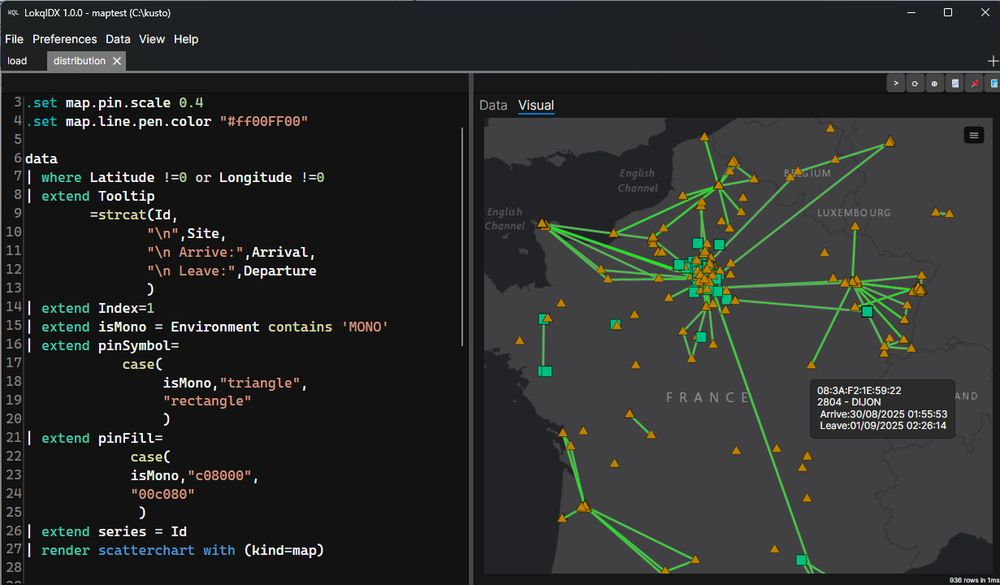 KQL LokqlDX 1.0.0 - maptest (C:\kusto)
File Preferences Data View Help
load distribution
3 .set map.pin.scale 0.4
4 .set map.line.pen.color "#ff00FF00"
5
6 data
7 | where Latitude !=0 or Longitude !=0
8 | extend Tooltip
9 =strcat(Id,
10 "\n",Site,
11 "\n Arrive:",Arrival,
12 "\n Leave:",Departure
13 )
14 | extend Index=1
15 | extend isMono = Environment contains 'MONO'
16 | extend pinSymbol=
17 case(
18 isMono,"triangle",
19 "rectangle"
20 )
21 | extend pinFill=
22 case(
23 isMono,"c08000",
24 "00c080"
25 )
26 | extend series = Id
27 | render scatterchart with (kind=map)
28
Data Visual
English
Channel
BELGIUM
English
Channel
LUXEMBOURG
FRANCE
08:3A:F2:1E:59:22
2804 - DIJON
Arrive:30/08/2025 01:55:53
Leave:01/09/2025 02:26:14
AND
936 rows in 1ms